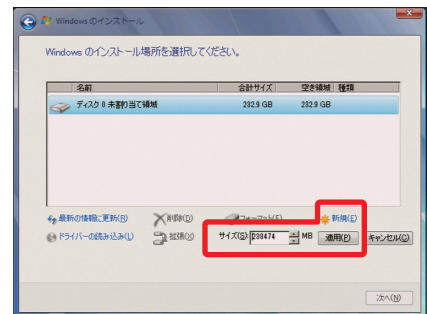 Windows のインストール
Windows のインストール場所を選択してください。
名前 合計サイズ 空き領域 種類
ディスク 0 未割り当て領域 232.9 GB 232.9 GB
最新の情報に更新(R) 削除(D) フォーマット(F) 新規(E)
ドライバーの読み込み(L) 拡張(X) サイズ(S): 238474 MB 適用(P) キャンセル(C)
次へ(N)